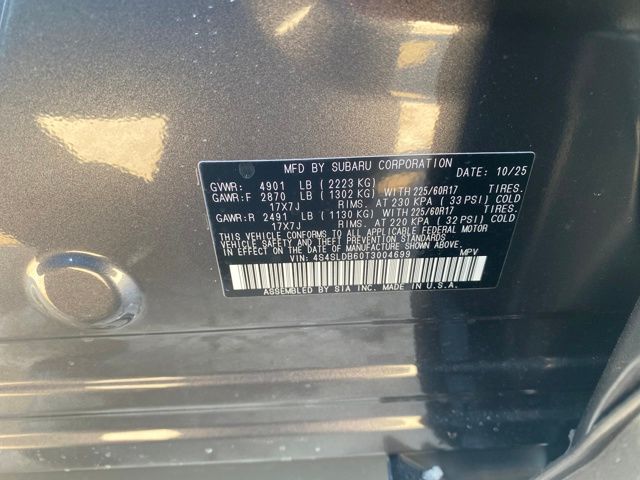 MFD BY SUBARU CORPORATION DATE: 10/25
GVWR: 4901 LB ( 2223 KG)
GAWR:F 2870 LB ( 1302 KG) WITH 225/60R17 TIRES.
17X7J RIMS. AT 230 KPA ( 33 PSI) COLD
GAWR:R 2491 LB ( 1130 KG) WITH 225/60R17 TIRES.
17X7J RIMS. AT 220 KPA ( 32 PSI) COLD
THIS VEHICLE CONFORMS TO ALL APPLICABLE FEDERAL MOTOR
VEHICLE SAFETY, BUMPER, AND THEFT PREVENTION STANDARDS
IN EFFECT ON THE DATE OF MANUFACTURE SHOWN ABOVE.
VIN: 4S4SLDB60T3004699 MPV
ASSEMBLED BY SIA INC. MADE IN U.S.A.